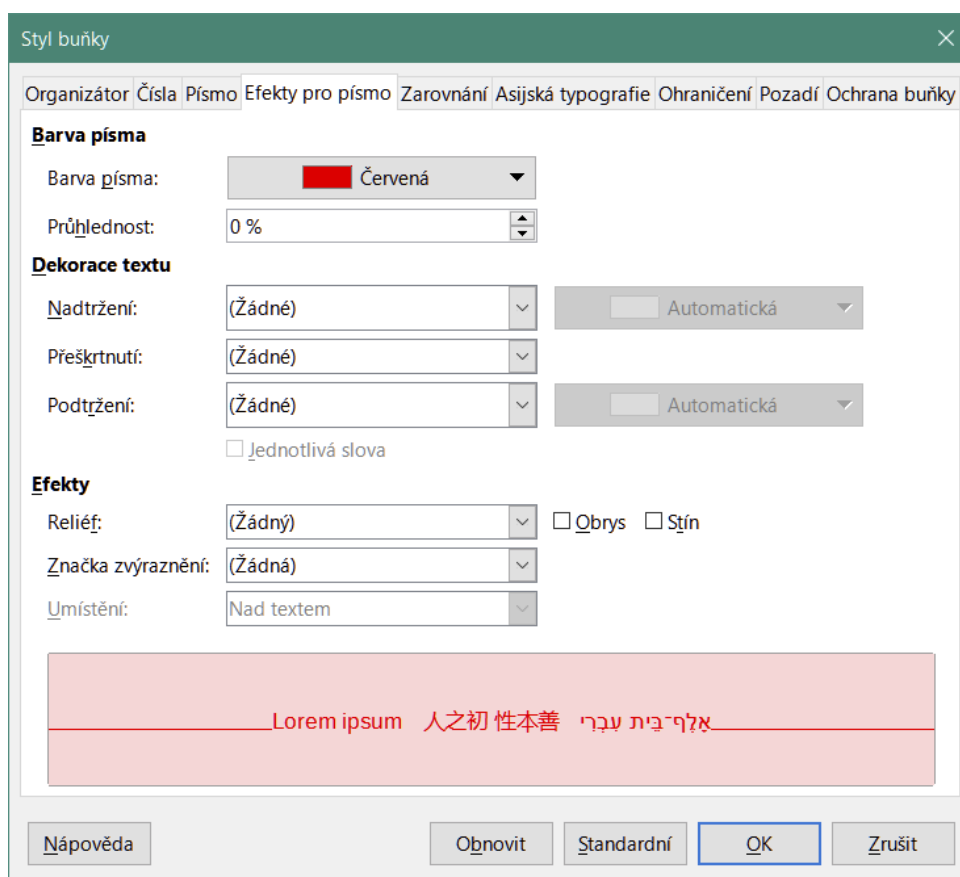 Styl buňky
Organizátor Čísla Písmo Efekty pro písmo Zarovnání Asijská typografie Ohraničení Pozadí Ochrana buňky
Barva písma
Barva písma: Červená
Průhlednost: 0 %
Dekorace textu
Nadtržení: (Žádné) Automatická
Přeškrtnutí: (Žádné)
Podtržení: (Žádné) Automatická
Jednotlivá slova
Efekty
Reliéf: (Žádný) Obrys Stín
Značka zvýraznění: (Žádná)
Umístění: Nad textem
Lorem ipsum 人之初 性本善 אָלֶף־בֵּית עִבְרִי
Nápověda Obnovit Standardní OK Zrušit